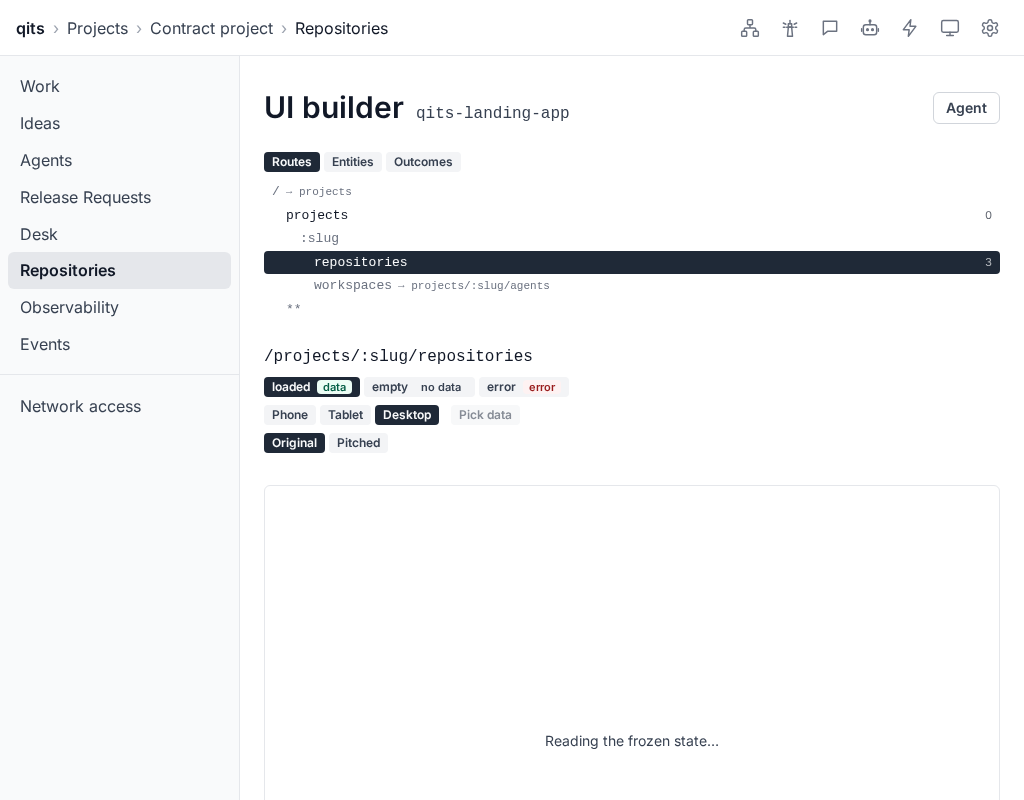 qits › Projects › Contract project › Repositories
Work
Ideas
Agents
Release Requests
Desk
Repositories
Observability
Events
Network access
UI builder qits-landing-app
Agent
Routes Entities Outcomes
/ → projects
projects 0
:slug
repositories 3
workspaces → projects/:slug/agents
**
/projects/:slug/repositories
loaded data empty no data error error
Phone Tablet Desktop Pick data
Original Pitched
Reading the frozen state...